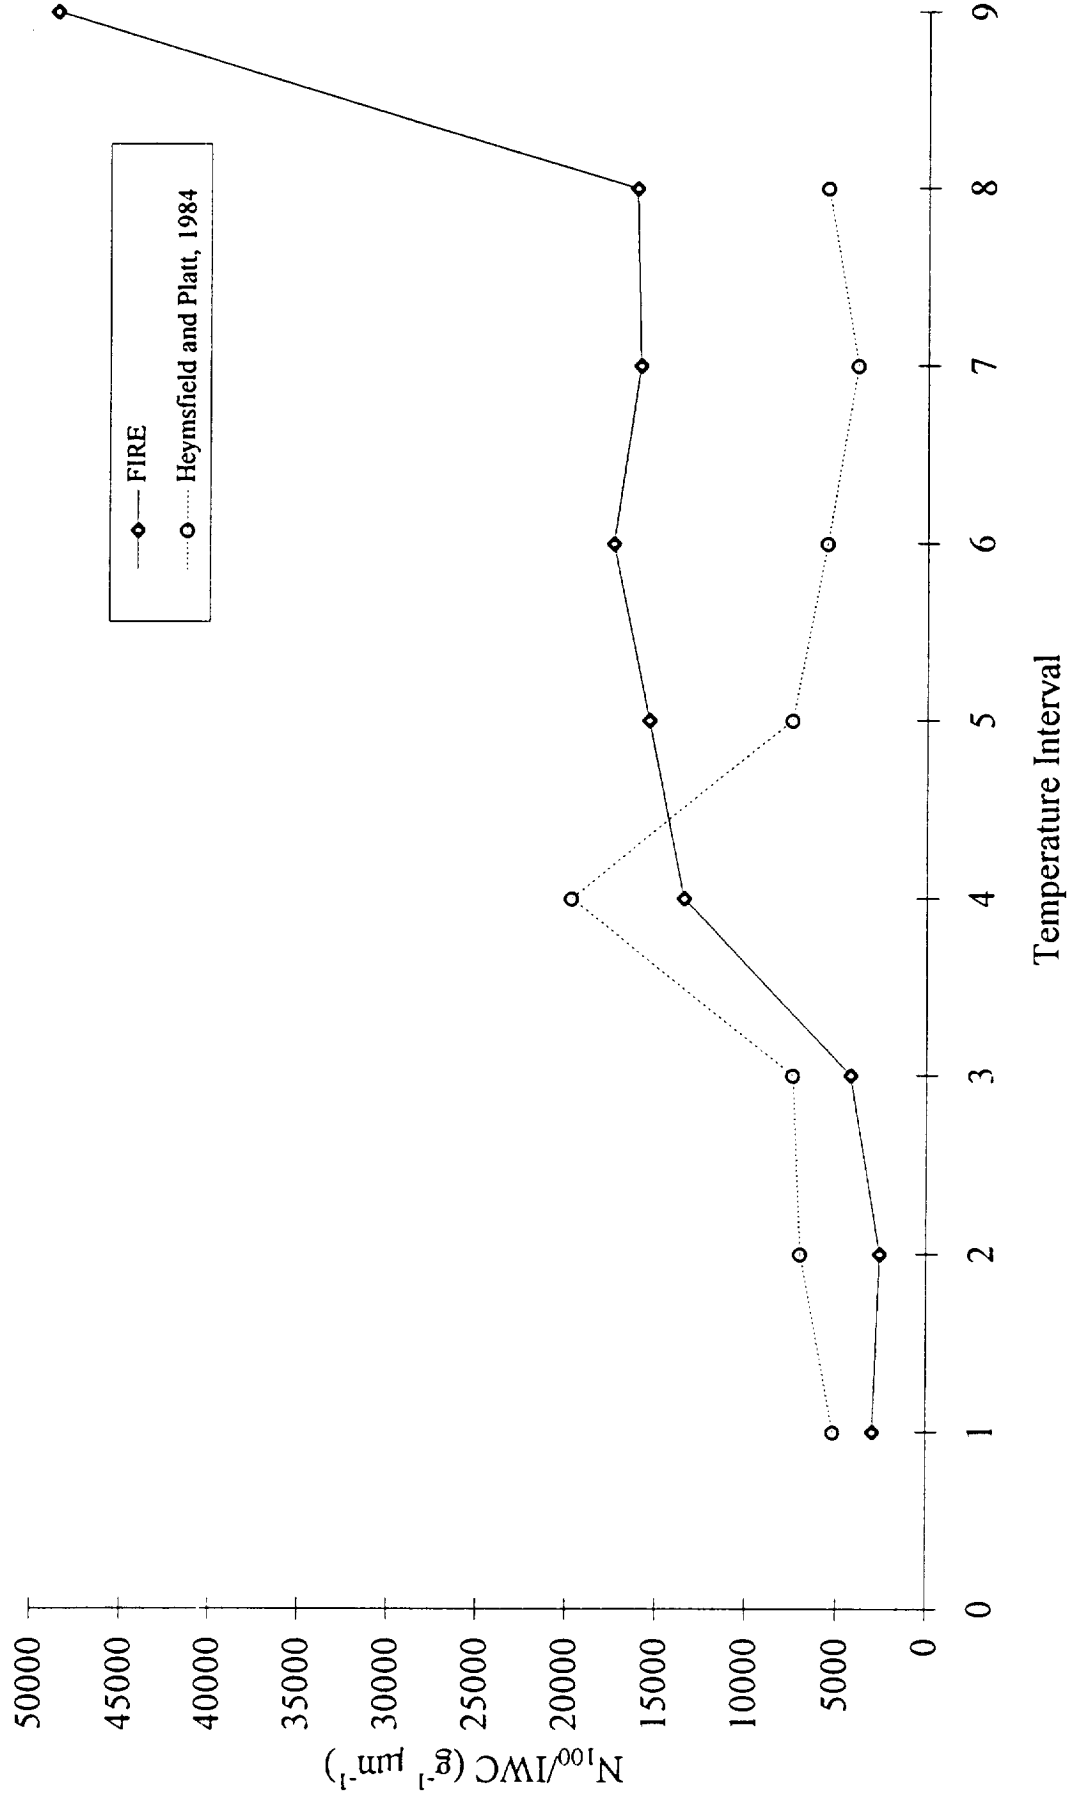 50000
45000
40000
35000
30000
25000
20000
15000
10000
5000
0
N100/IWC (g-1 μm-1)
FIRE
Heymsfield and Platt, 1984
0 1 2 3 4 5 6 7 8 9
Temperature Interval